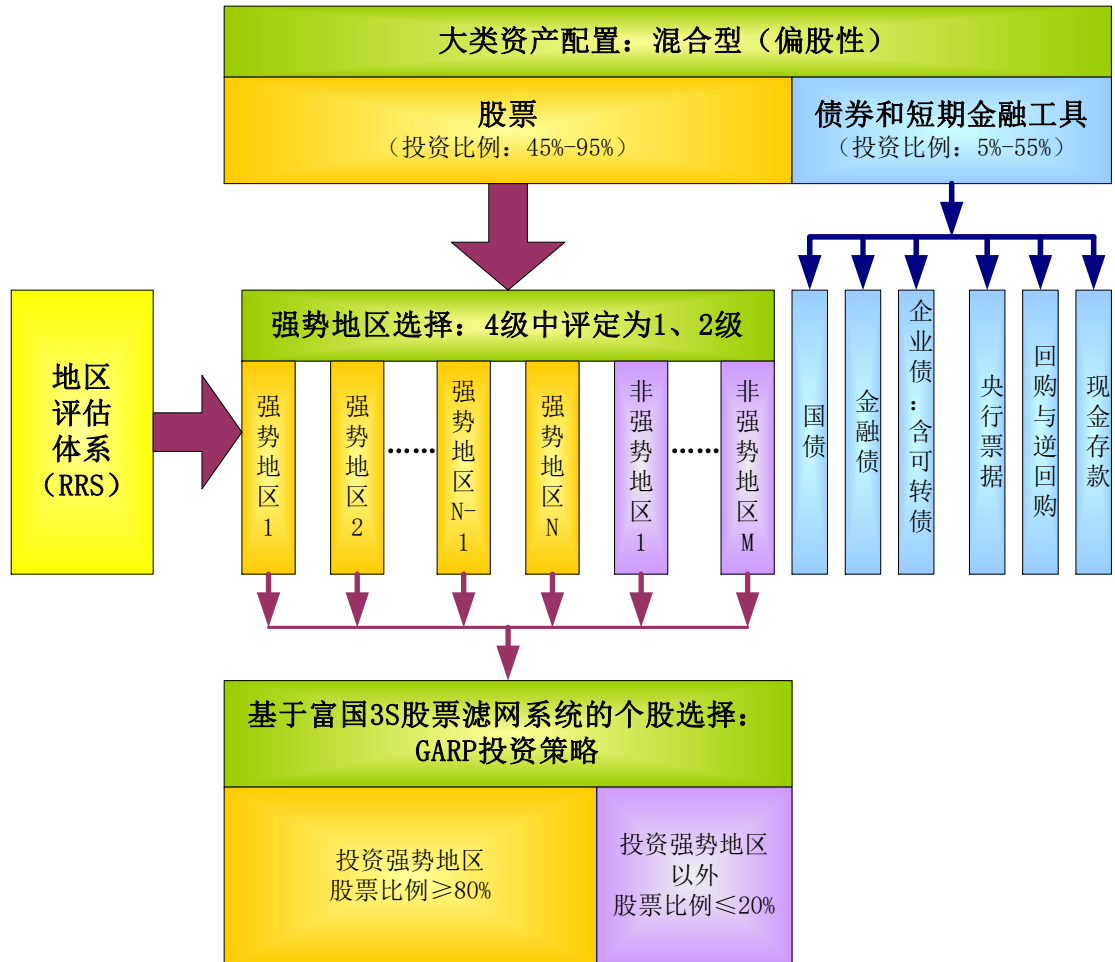 大类资产配置：混合型（偏股性）
股票
（投资比例：45%-95%）
债券和短期金融工具
（投资比例：5%-55%）
地区
评估
体系
（RRS）
强势地区选择：4级中评定为1、2级
强势地区1
强势地区2
……
强势地区N-1
强势地区N
非强势地区1
……
非强势地区M
国债
金融债
企业债：含可转债
央行票据
回购与逆回购
现金存款
基于富国3S股票滤网系统的个股选择：
GARP投资策略
投资强势地区
股票比例≥80%
投资强势地区
以外
股票比例≤20%